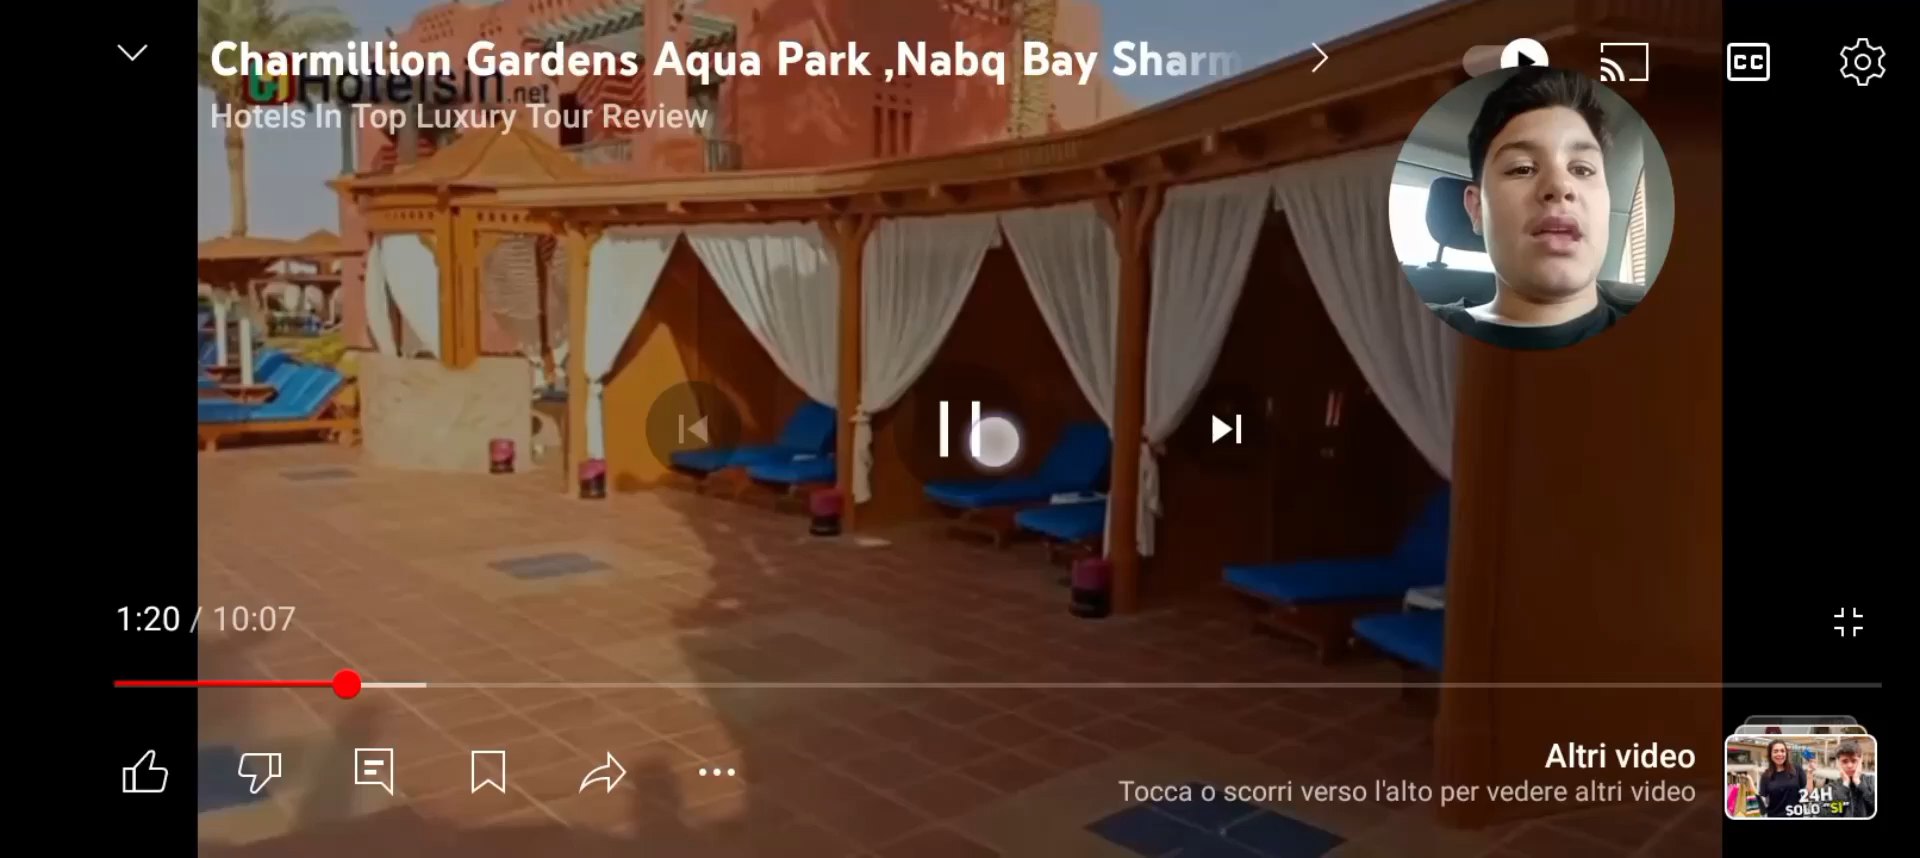 Charmillion Gardens Aqua Park ,Nabq Bay Sharm
Hotelsin.net
Hotels In Top Luxury Tour Review
CC
1:20 / 10:07
Altri video
Tocca o scorri verso l'alto per vedere altri video
24H
SOLO "SI"